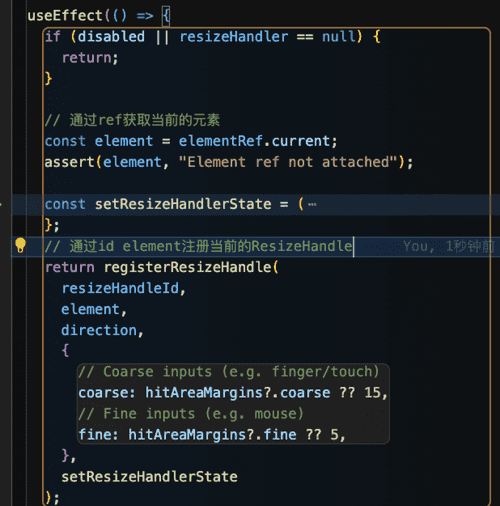 useEffect(() => {
if (disabled || resizeHandler == null) {
return;
}
// 通过ref获取当前的元素
const element = elementRef.current;
assert(element, "Element ref not attached");
const setResizeHandlerState = (⋯
};
// 通过id element注册当前的ResizeHandle You, 1秒钟前
return registerResizeHandle(
resizeHandleId,
element,
direction,
{
// Coarse inputs (e.g. finger/touch)
coarse: hitAreaMargins?.coarse ?? 15,
// Fine inputs (e.g. mouse)
fine: hitAreaMargins?.fine ?? 5,
},
setResizeHandlerState
);